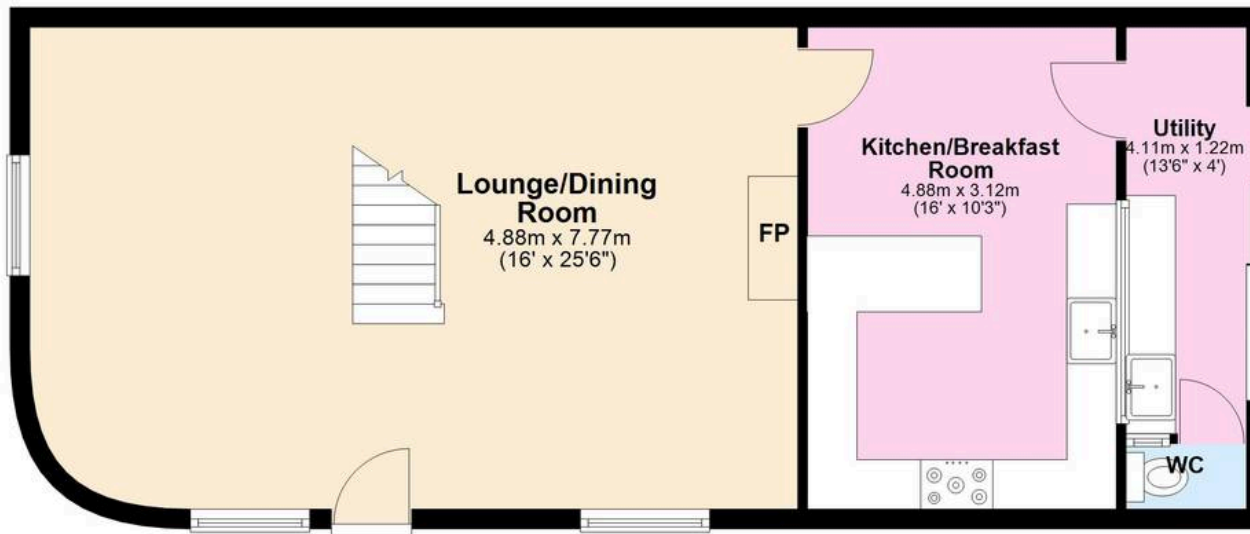 Lounge/Dining
Room
4.88m x 7.77m
(16' x 25'6")
FP
Kitchen/Breakfast
Room
4.88m x 3.12m
(16' x 10'3")
Utility
4.11m x 1.22m
(13'6" x 4')
WC